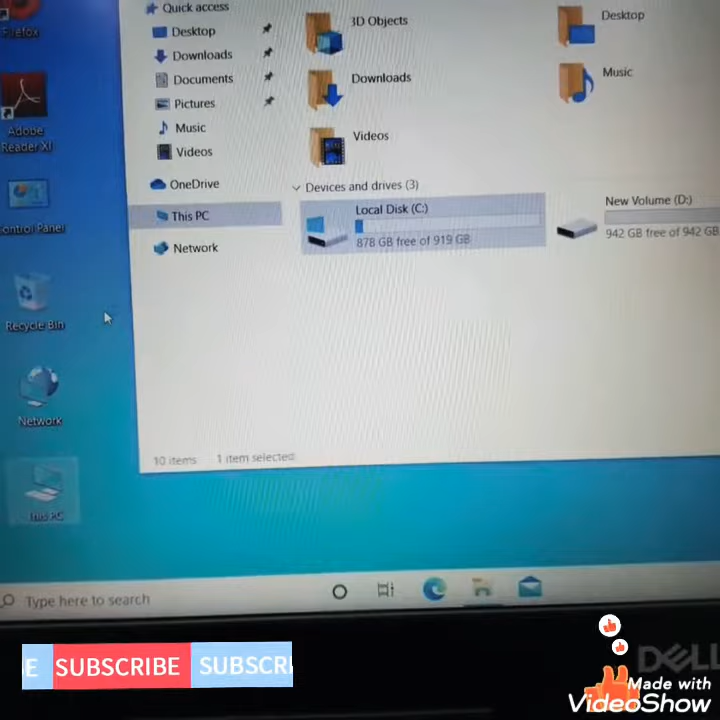 Quick access
Desktop
Downloads
Documents
Pictures
Music
Videos
OneDrive
This PC
Network
3D Objects
Desktop
Downloads
Music
Videos
Devices and drives (3)
Local Disk (C:)
878 GB free of 919 GB
New Volume (D:)
942 GB free of 942 GB
10 items 1 item selected
Firefox
Adobe
Reader XI
Control Panel
Recycle Bin
Network
This PC
Type here to search
SUBSCRIBE
DELL
Made with
VideoShow